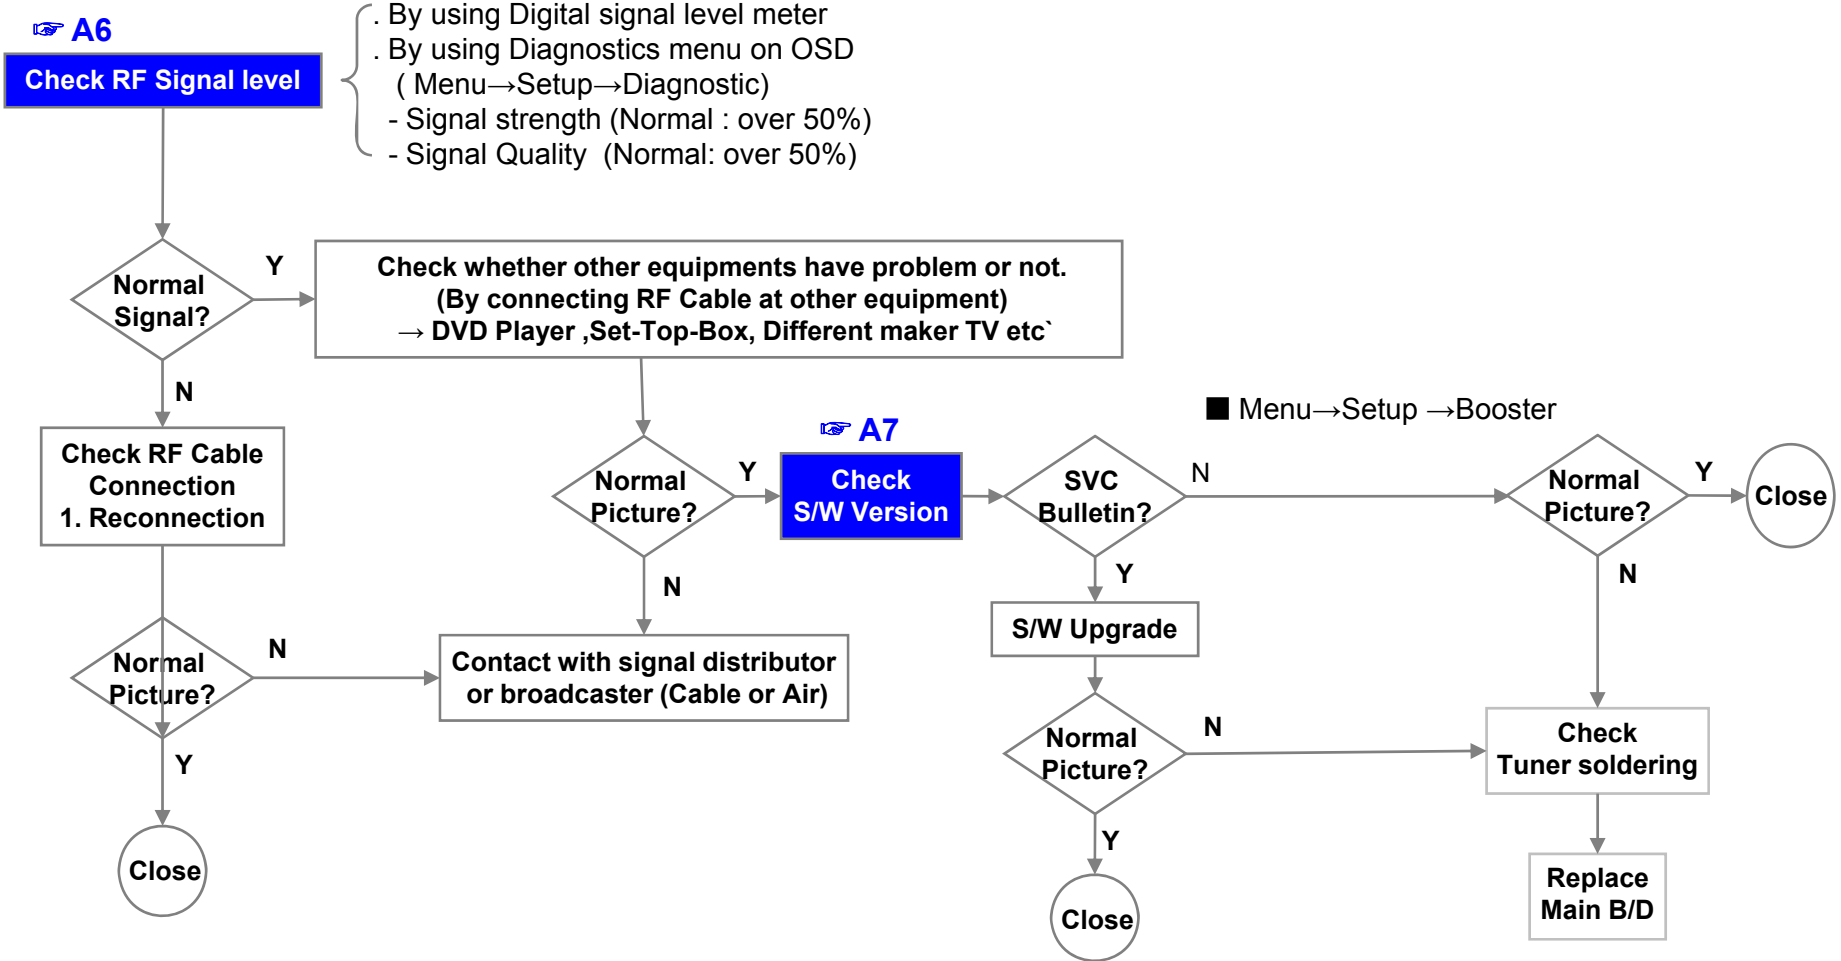 ☞ A6
Check RF Signal level
. By using Digital signal level meter
. By using Diagnostics menu on OSD
( Menu→Setup→Diagnostic)
- Signal strength (Normal : over 50%)
- Signal Quality (Normal: over 50%)
Normal
Signal?
Y
Check whether other equipments have problem or not.
(By connecting RF Cable at other equipment)
→ DVD Player ,Set-Top-Box, Different maker TV etc`
N
Check RF Cable
Connection
1. Reconnection
Normal
Picture?
N
Y
Close
Normal
Picture?
Y
N
Contact with signal distributor
or broadcaster (Cable or Air)
☞ A7
Check
S/W Version
SVC
Bulletin?
N
■ Menu→Setup →Booster
Y
S/W Upgrade
Normal
Picture?
N
Y
Close
Normal
Picture?
Y
Close
N
Check
Tuner soldering
Replace
Main B/D